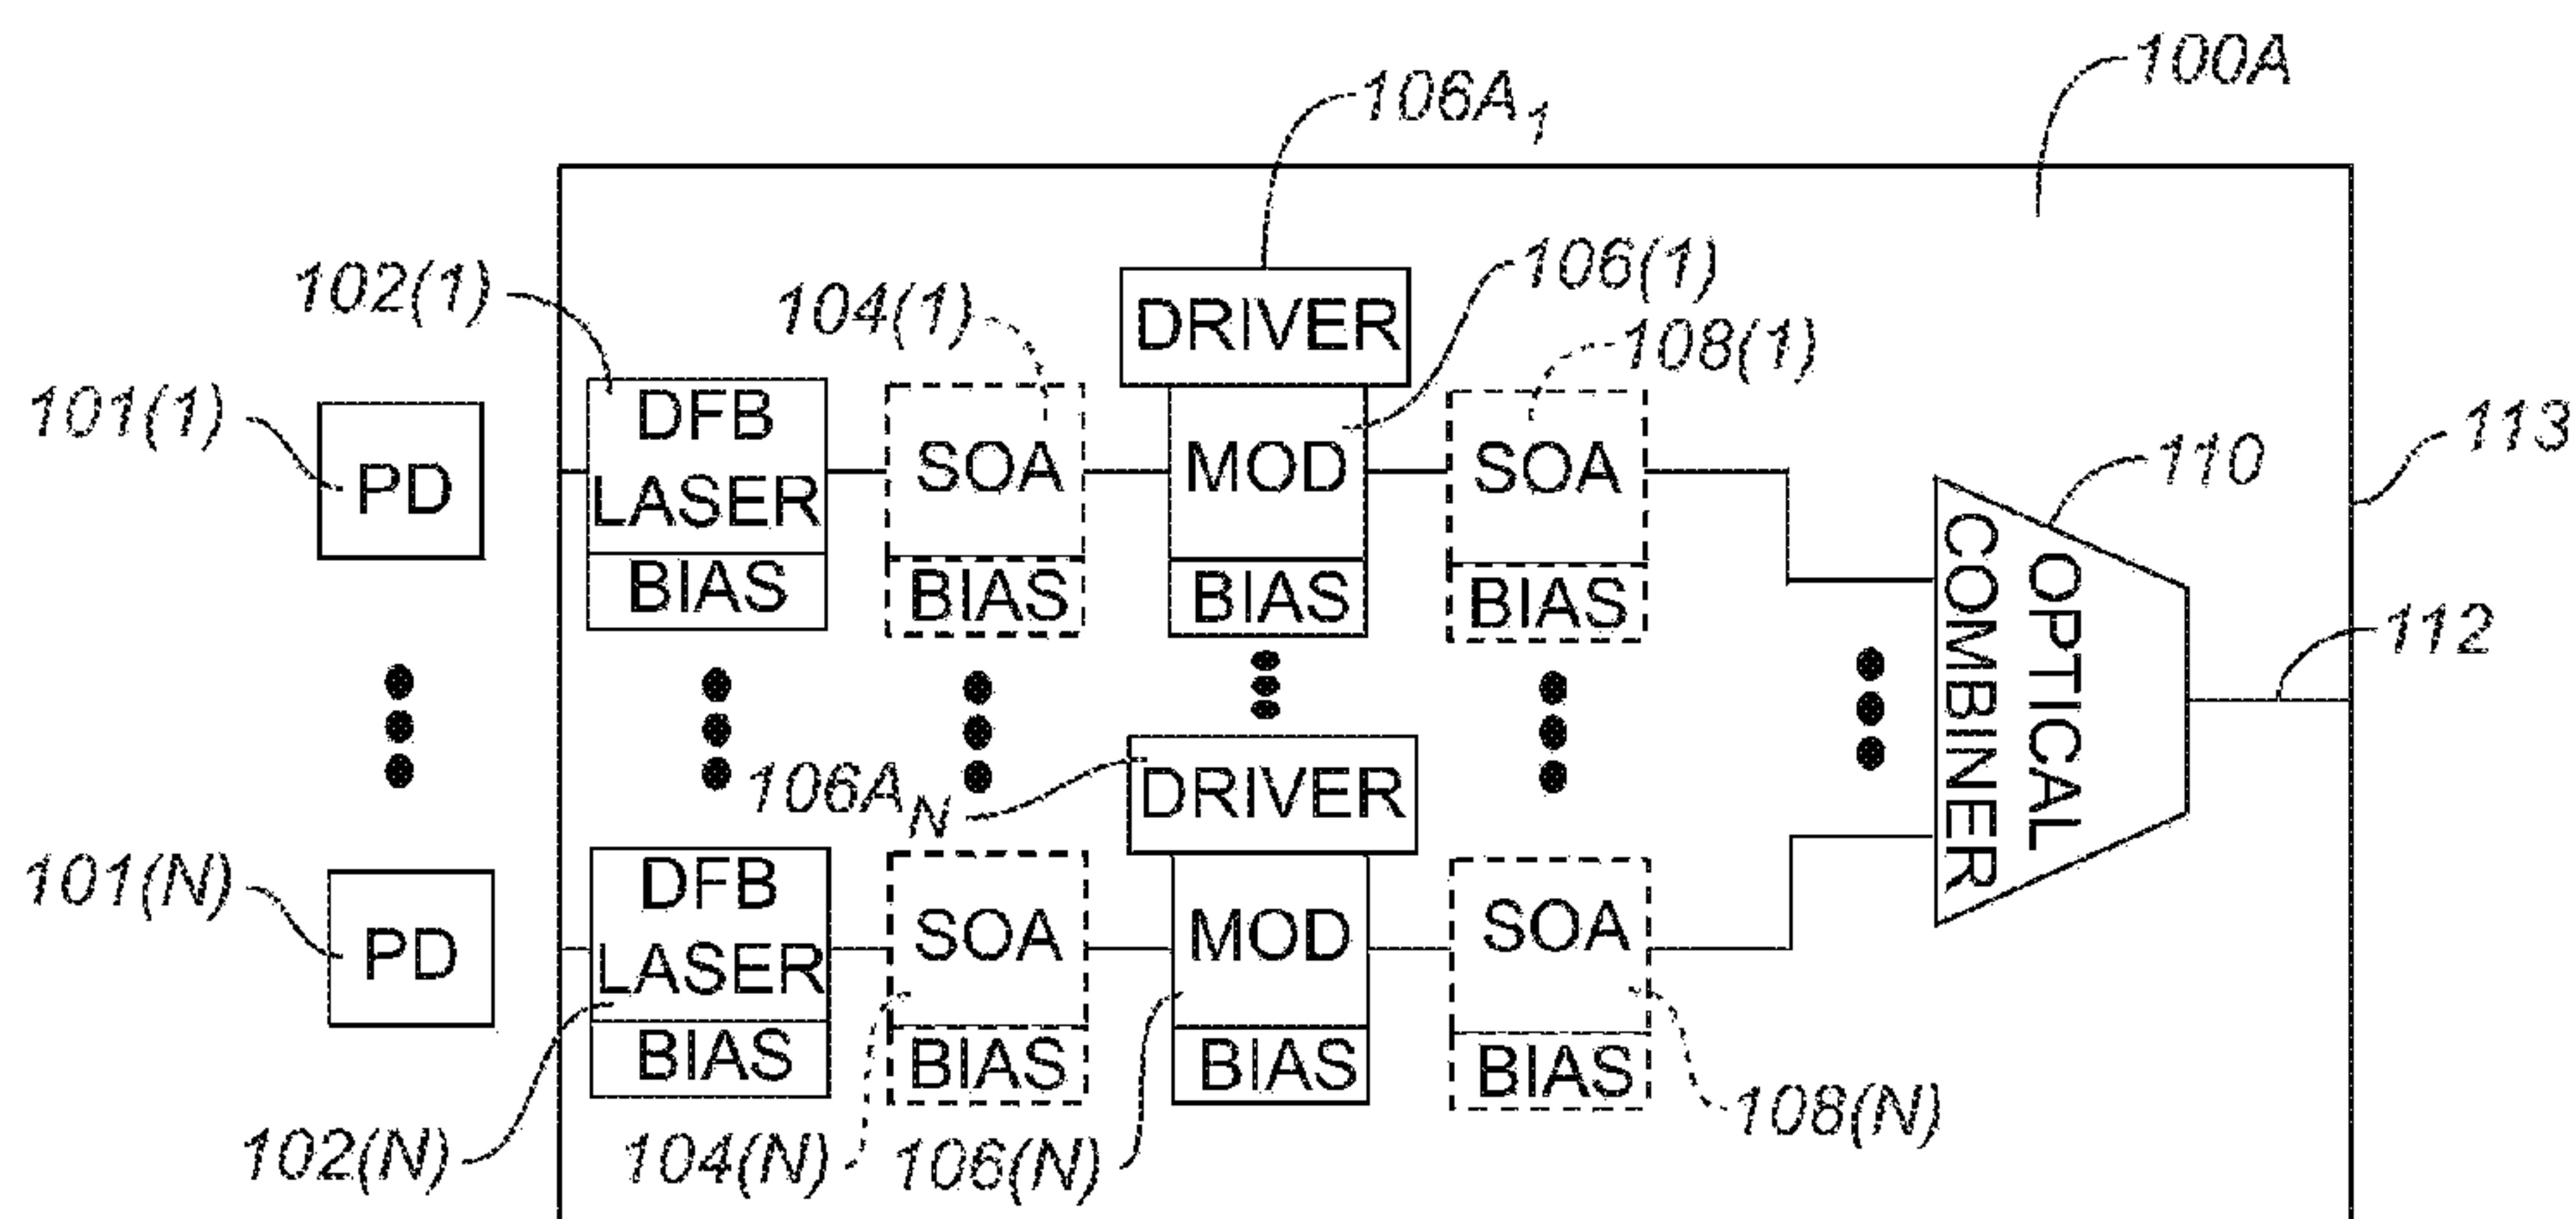 100A
106A1
106(1)
102(1)
104(1)
DRIVER
108(1)
101(1)
113
DFB
LASER
BIAS
PD
SOA
BIAS
MOD
BIAS
SOA
BIAS
110
OPTICAL
COMBINER
112
106AN
DRIVER
101(N)
PD
DFB
LASER
BIAS
SOA
BIAS
MOD
BIAS
SOA
BIAS
102(N)
104(N)
106(N)
108(N)